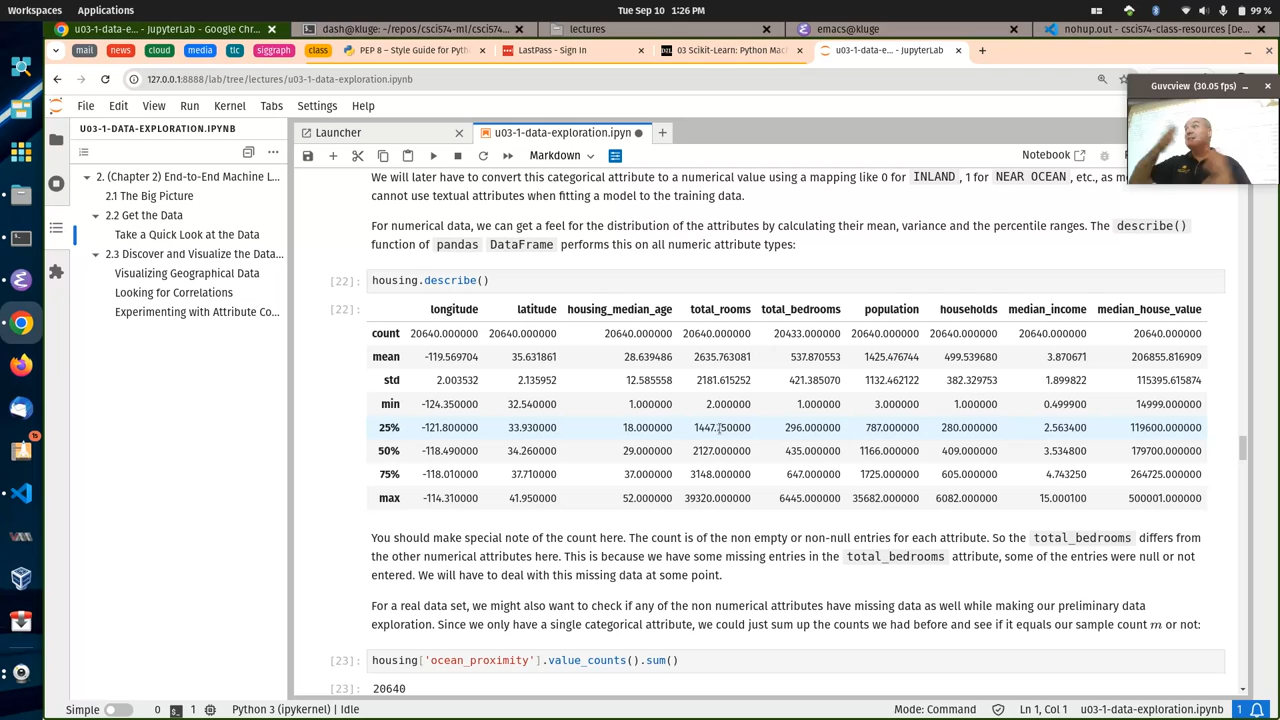 Workspaces Applications Tue Sep 10 1:26 PM 99 %
u03-1-data-e... - JupyterLab - Google Chr... dash@kluge: ~/repos/csci574-ml/csci574... lectures emacs@kluge nohup.out - csci574-class-resources [De...
mail news cloud media tlc siggraph class PEP 8 – Style Guide for Pyth LastPass - Sign In 03 Scikit-Learn: Python Mac u03-1-data-e... - JupyterLab
127.0.0.1:8888/lab/tree/lectures/u03-1-data-exploration.ipynb
Guvcview (30.05 fps)
File Edit View Run Kernel Tabs Settings Help
U03-1-DATA-EXPLORATION.IPYNB
Launcher
u03-1-data-exploration.ipyn
Markdown
Notebook
2. (Chapter 2) End-to-End Machine L...
2.1 The Big Picture
2.2 Get the Data
Take a Quick Look at the Data
2.3 Discover and Visualize the Data...
Visualizing Geographical Data
Looking for Correlations
Experimenting with Attribute Co...
We will later have to convert this categorical attribute to a numerical value using a mapping like 0 for INLAND, 1 for NEAR OCEAN, etc., as m
cannot use textual attributes when fitting a model to the training data.
For numerical data, we can get a feel for the distribution of the attributes by calculating their mean, variance and the percentile ranges. The describe()
function of pandas DataFrame performs this on all numeric attribute types:
[22]: housing.describe()
[22]: longitude latitude housing_median_age total_rooms total_bedrooms population households median_income median_house_value
count 20640.000000 20640.000000 20640.000000 20640.000000 20433.000000 20640.000000 20640.000000 20640.000000 20640.000000
mean -119.569704 35.631861 28.639486 2635.763081 537.870553 1425.476744 499.539680 3.870671 206855.816909
std 2.003532 2.135952 12.585558 2181.615252 421.385070 1132.462122 382.329753 1.899822 115395.615874
min -124.350000 32.540000 1.000000 2.000000 1.000000 3.000000 1.000000 0.499900 14999.000000
25% -121.800000 33.930000 18.000000 1447.750000 296.000000 787.000000 280.000000 2.563400 119600.000000
50% -118.490000 34.260000 29.000000 2127.000000 435.000000 1166.000000 409.000000 3.534800 179700.000000
75% -118.010000 37.710000 37.000000 3148.000000 647.000000 1725.000000 605.000000 4.743250 264725.000000
max -114.310000 41.950000 52.000000 39320.000000 6445.000000 35682.000000 6082.000000 15.000100 500001.000000
You should make special note of the count here. The count is of the non empty or non-null entries for each attribute. So the total_bedrooms differs from
the other numerical attributes here. This is because we have some missing entries in the total_bedrooms attribute, some of the entries were null or not
entered. We will have to deal with this missing data at some point.
For a real data set, we might also want to check if any of the non numerical attributes have missing data as well while making our preliminary data
exploration. Since we only have a single categorical attribute, we could just sum up the counts we had before and see if it equals our sample count m or not:
[23]: housing['ocean_proximity'].value_counts().sum()
[23]: 20640
15
Simple 0 1 Python 3 (ipykernel) | Idle Mode: Command Ln 1, Col 1 u03-1-data-exploration.ipynb 1